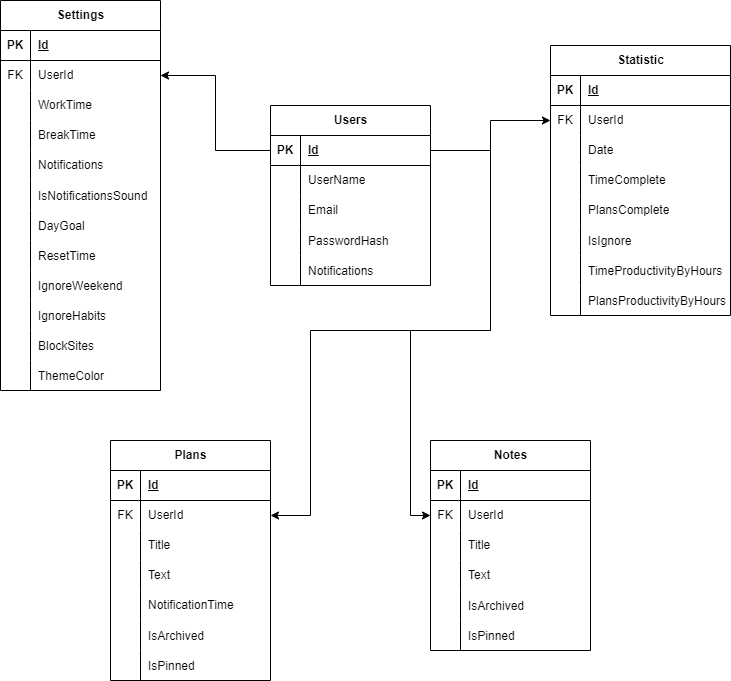 Settings
PK Id
FK UserId
WorkTime
BreakTime
Notifications
IsNotificationsSound
DayGoal
ResetTime
IgnoreWeekend
IgnoreHabits
BlockSites
ThemeColor
Users
PK Id
UserName
Email
PasswordHash
Notifications
Statistic
PK Id
FK UserId
Date
TimeComplete
PlansComplete
IsIgnore
TimeProductivityByHours
PlansProductivityByHours
Plans
PK Id
FK UserId
Title
Text
NotificationTime
IsArchived
IsPinned
Notes
PK Id
FK UserId
Title
Text
IsArchived
IsPinned